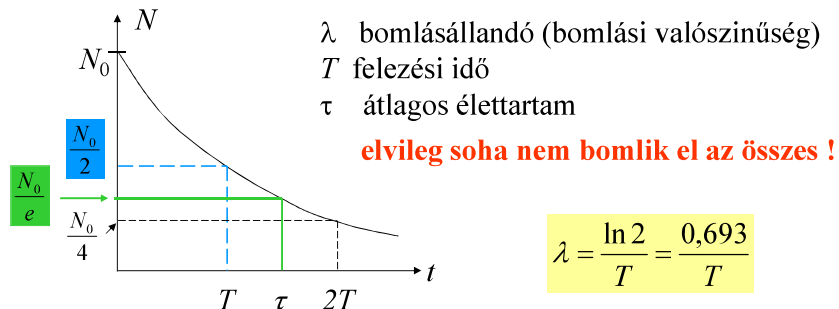 N
N₀
N₀/2
N₀/e
N₀/4
T τ 2T t
λ bomlásállandó (bomlási valószinűség)
T felezési idő
τ átlagos élettartam
elvileg soha nem bomlik el az összes !
λ = ln 2/T = 0,693/T